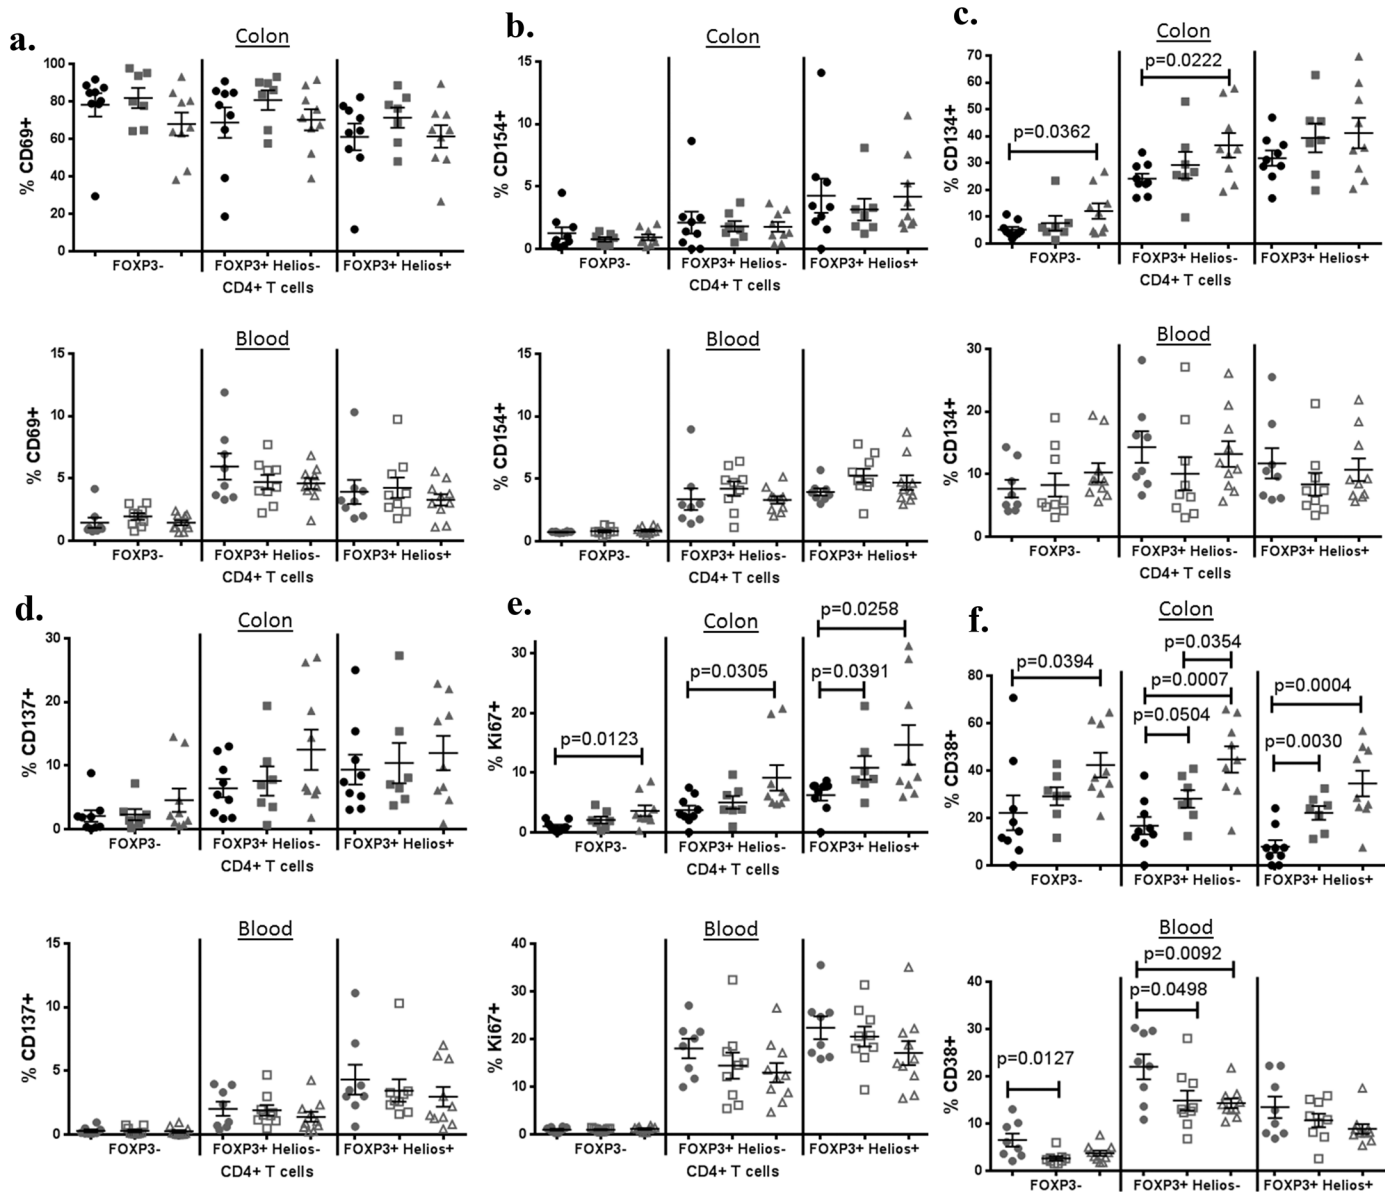 a.
Colon
% CD69+
100
80
60
40
20
0
FOXP3-
FOXP3+ Helios-
FOXP3+ Helios+
CD4+ T cells
Blood
% CD69+
15
10
5
0
FOXP3-
FOXP3+ Helios-
FOXP3+ Helios+
CD4+ T cells
b.
Colon
% CD154+
15
10
5
0
FOXP3-
FOXP3+ Helios-
FOXP3+ Helios+
CD4+ T cells
Blood
% CD154+
15
10
5
0
FOXP3-
FOXP3+ Helios-
FOXP3+ Helios+
CD4+ T cells
c.
Colon
% CD134+
70
60
50
40
30
20
10
0
p=0.0362
p=0.0222
FOXP3-
FOXP3+ Helios-
FOXP3+ Helios+
CD4+ T cells
Blood
% CD134+
30
20
10
0
FOXP3-
FOXP3+ Helios-
FOXP3+ Helios+
CD4+ T cells
d.
Colon
% CD137+
30
20
10
0
FOXP3-
FOXP3+ Helios-
FOXP3+ Helios+
CD4+ T cells
Blood
% CD137+
15
10
5
0
FOXP3-
FOXP3+ Helios-
FOXP3+ Helios+
CD4+ T cells
e.
Colon
% Ki67+
30
20
10
0
p=0.0123
p=0.0305
p=0.0258
p=0.0391
FOXP3-
FOXP3+ Helios-
FOXP3+ Helios+
CD4+ T cells
Blood
% Ki67+
40
30
20
10
0
FOXP3-
FOXP3+ Helios-
FOXP3+ Helios+
CD4+ T cells
f.
Colon
% CD38+
80
60
40
20
0
p=0.0394
p=0.0354
p=0.0007
p=0.0504
p=0.0004
p=0.0030
FOXP3-
FOXP3+ Helios-
FOXP3+ Helios+
Blood
% CD38+
40
30
20
10
0
p=0.0127
p=0.0092
p=0.0498
FOXP3-
FOXP3+ Helios-
FOXP3+ Helios+